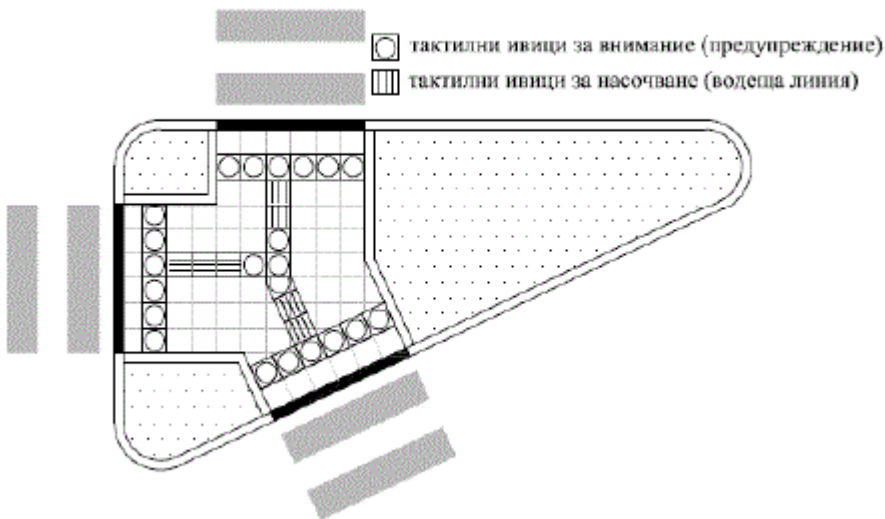 тактилни ивици за внимание (предупреждение)
тактилни ивици за насочване (водеща линия)